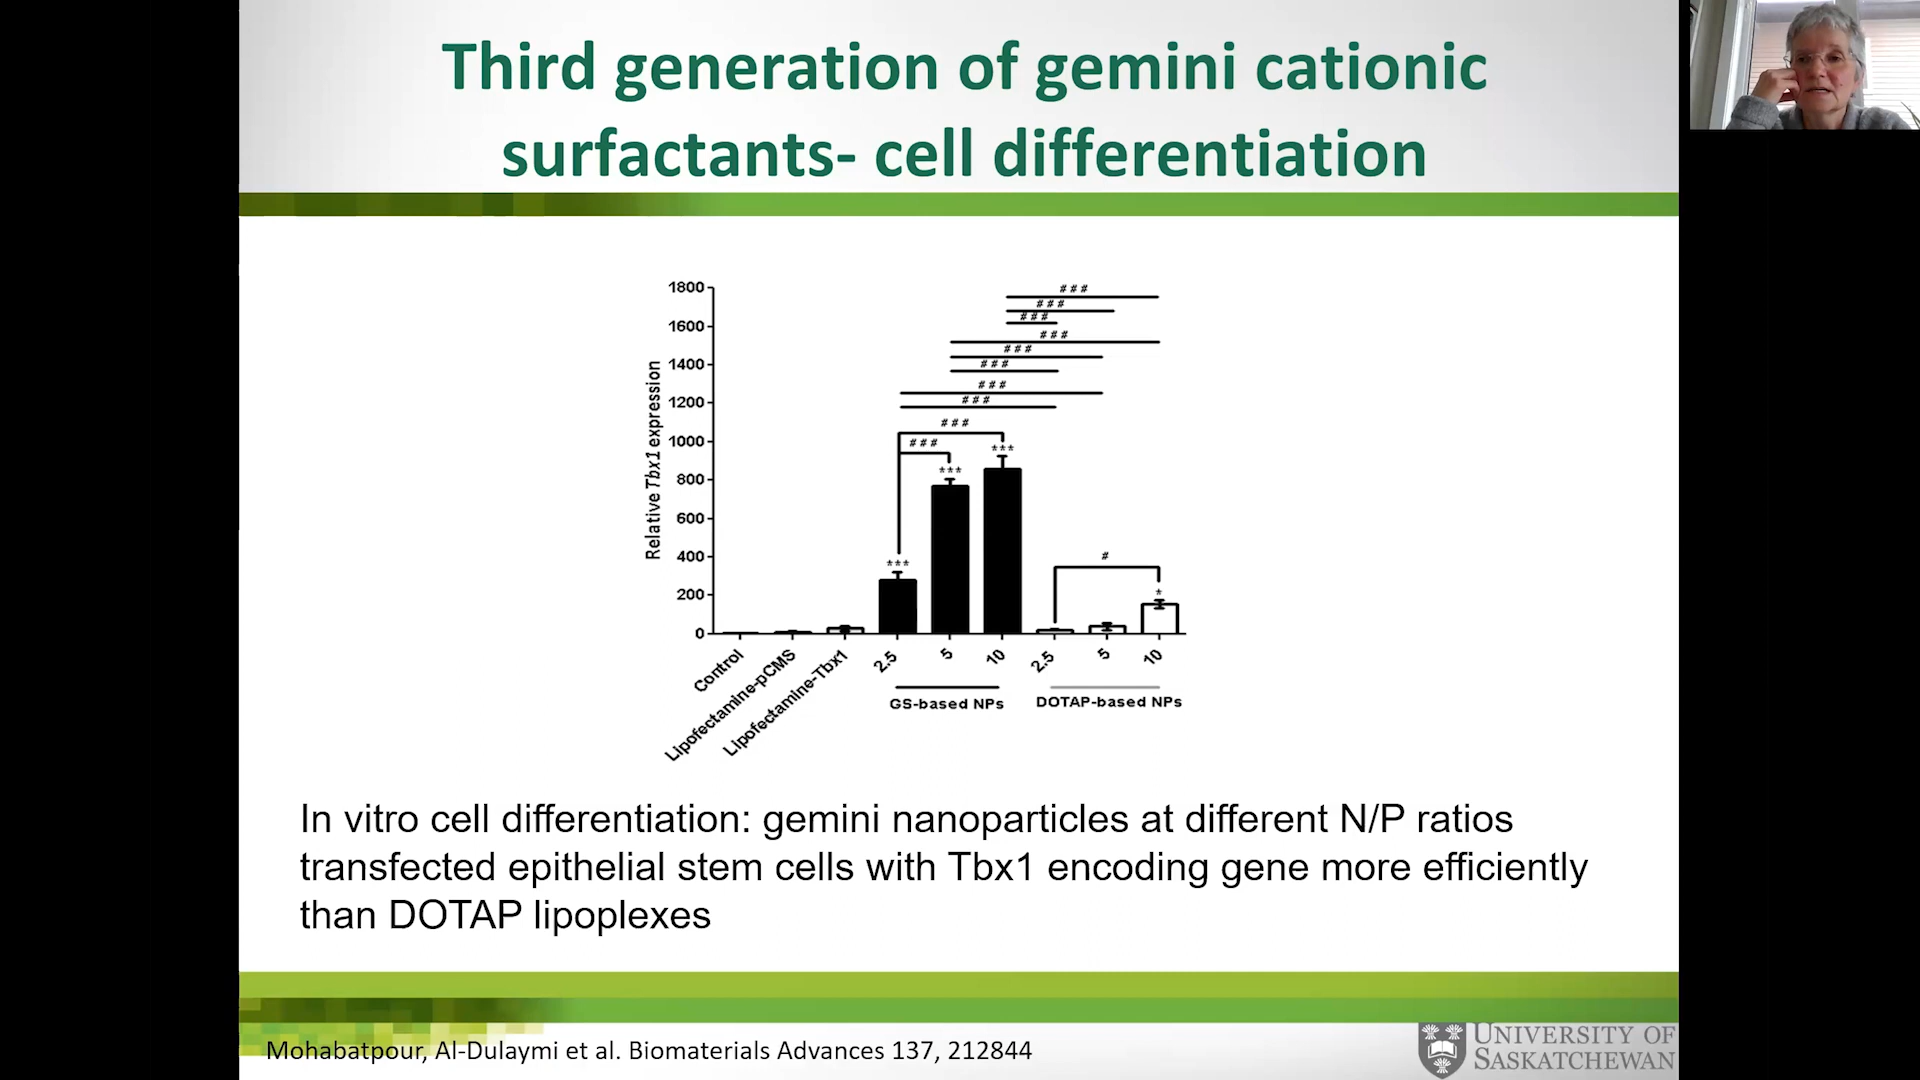 Third generation of gemini cationic
surfactants- cell differentiation
Relative Tbx1 expression
1800
1600
1400
1200
1000
800
600
400
200
0
###
###
###
###
###
###
###
###
###
###
***
***
***
#
*
Control
Lipofectamine-pCMS
Lipofectamine-Tbx1
2.5
5
10
2.5
5
10
GS-based NPs
DOTAP-based NPs
In vitro cell differentiation: gemini nanoparticles at different N/P ratios
transfected epithelial stem cells with Tbx1 encoding gene more efficiently
than DOTAP lipoplexes
Mohabatpour, Al-Dulaymi et al. Biomaterials Advances 137, 212844
UNIVERSITY OF
SASKATCHEWAN